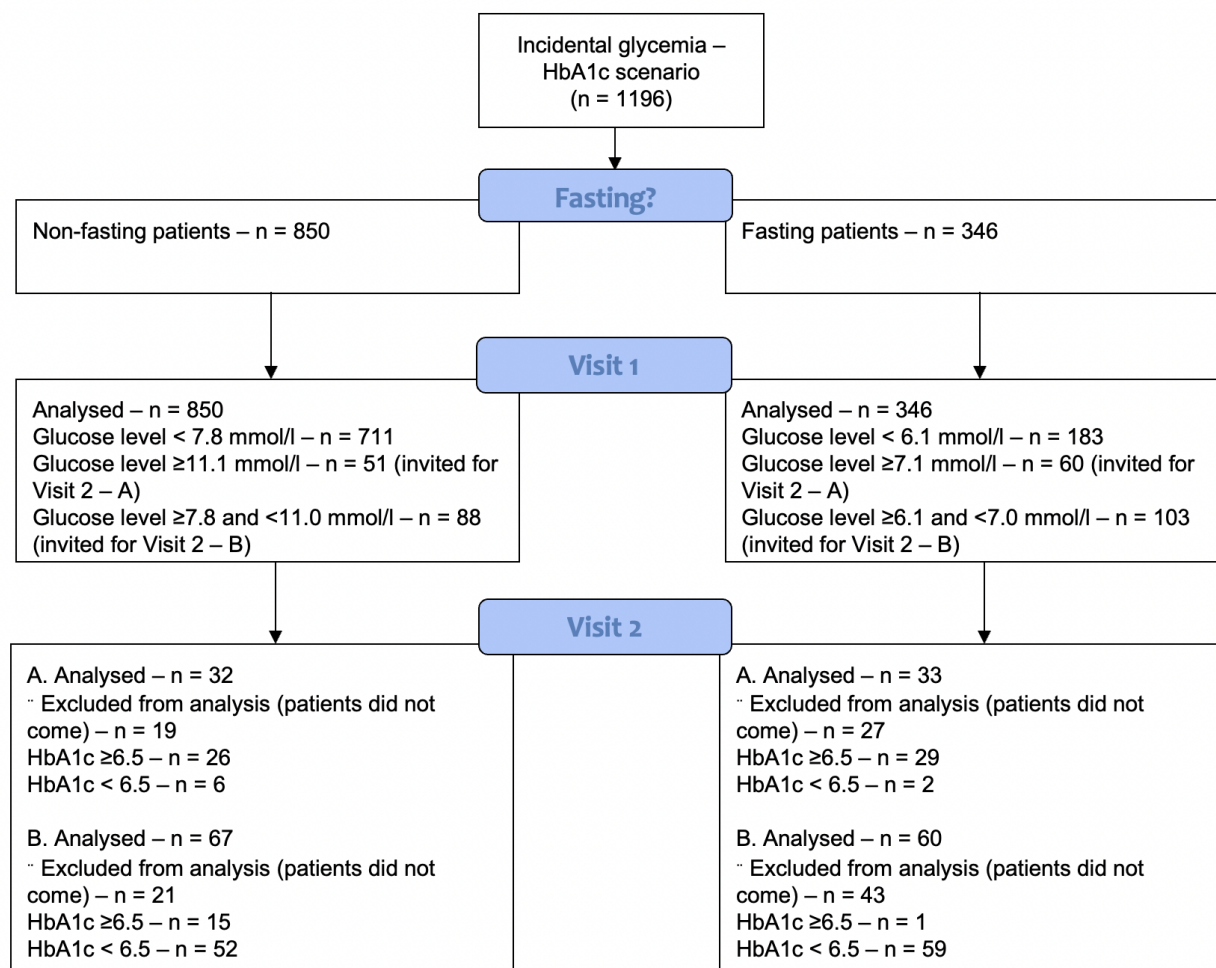 Incidental glycemia –
HbA1c scenario
(n = 1196)
Fasting?
Non-fasting patients – n = 850
Fasting patients – n = 346
Visit 1
Analysed – n = 850
Glucose level < 7.8 mmol/l – n = 711
Glucose level ≥11.1 mmol/l – n = 51 (invited for
Visit 2 – A)
Glucose level ≥7.8 and <11.0 mmol/l – n = 88
(invited for Visit 2 – B)
Analysed – n = 346
Glucose level < 6.1 mmol/l – n = 183
Glucose level ≥7.1 mmol/l – n = 60 (invited for
Visit 2 – A)
Glucose level ≥6.1 and <7.0 mmol/l – n = 103
(invited for Visit 2 – B)
Visit 2
A. Analysed – n = 32
¨ Excluded from analysis (patients did not
come) – n = 19
HbA1c ≥6.5 – n = 26
HbA1c < 6.5 – n = 6
B. Analysed – n = 67
¨ Excluded from analysis (patients did not
come) – n = 21
HbA1c ≥6.5 – n = 15
HbA1c < 6.5 – n = 52
A. Analysed – n = 33
¨ Excluded from analysis (patients did not
come) – n = 27
HbA1c ≥6.5 – n = 29
HbA1c < 6.5 – n = 2
B. Analysed – n = 60
¨ Excluded from analysis (patients did not
come) – n = 43
HbA1c ≥6.5 – n = 1
HbA1c < 6.5 – n = 59